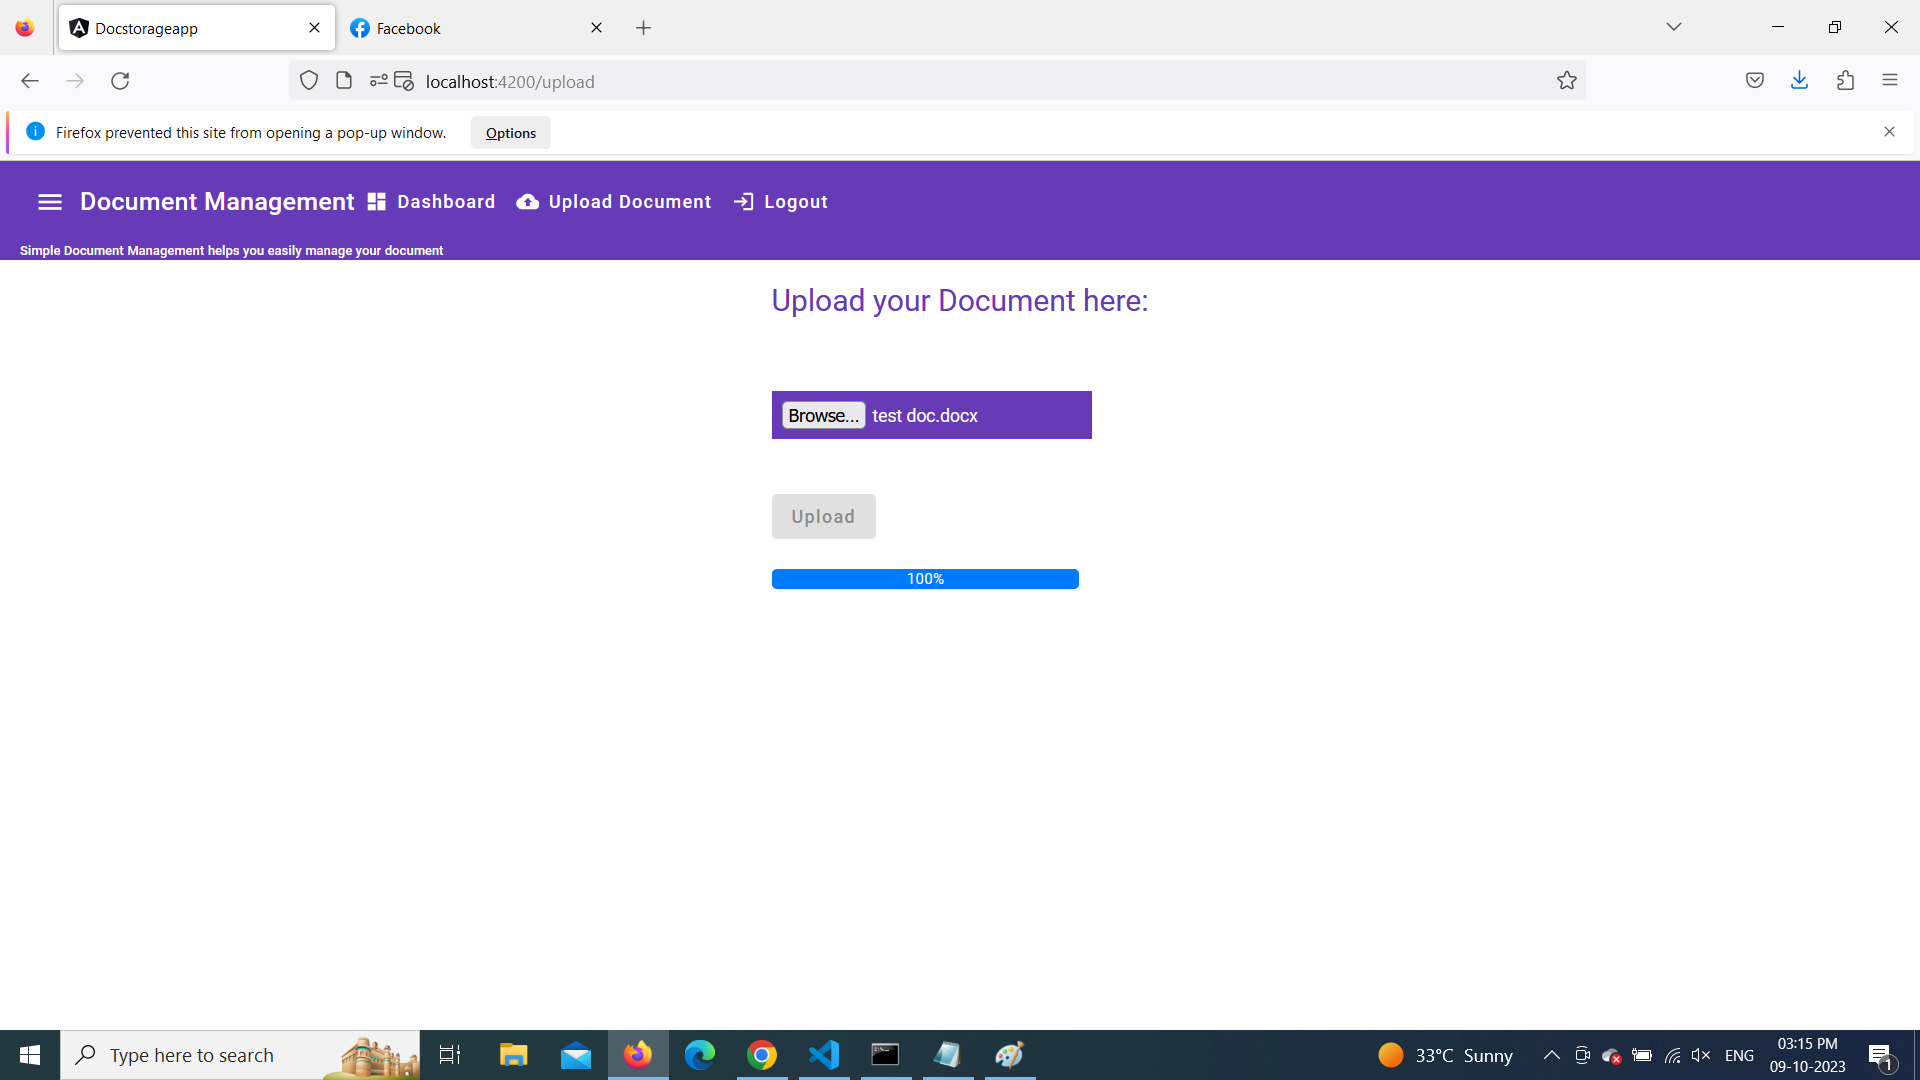 Docstorageapp
Facebook
localhost:4200/upload
Firefox prevented this site from opening a pop-up window.
Options
Document Management
Dashboard
Upload Document
Logout
Simple Document Management helps you easily manage your document
Upload your Document here:
Browse... test doc.docx
Upload
100%
Type here to search
33°C Sunny
ENG
03:15 PM
09-10-2023
1